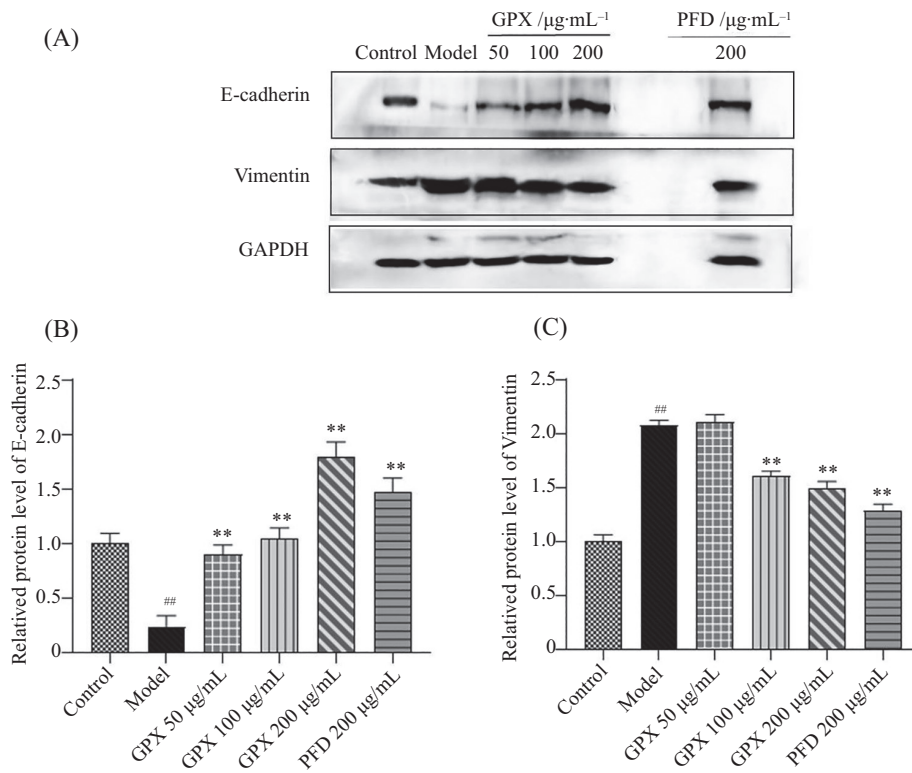 (A)
GPX /μg·mL⁻¹
PFD /μg·mL⁻¹
Control Model 50 100 200 200
E-cadherin
Vimentin
GAPDH
(B)
Relatived protein level of E-cadherin
2.5
2.0
1.5
1.0
0.5
0
##
**
**
**
**
Control
Model
GPX 50 μg/mL
GPX 100 μg/mL
GPX 200 μg/mL
PFD 200 μg/mL
(C)
Relatived protein level of Vimentin
2.5
2.0
1.5
1.0
0.5
0
##
**
**
**
Control
Model
GPX 50 μg/mL
GPX 100 μg/mL
GPX 200 μg/mL
PFD 200 μg/mL